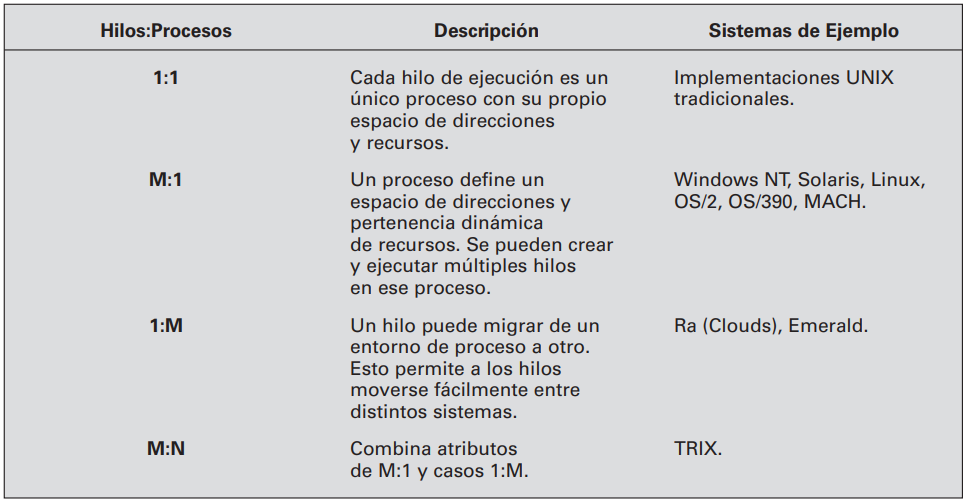 Hilos:Procesos Descripción Sistemas de Ejemplo
1:1 Cada hilo de ejecución es un Implementaciones UNIX
único proceso con su propio tradicionales.
espacio de direcciones
y recursos.
M:1 Un proceso define un Windows NT, Solaris, Linux,
espacio de direcciones y OS/2, OS/390, MACH.
pertenencia dinámica
de recursos. Se pueden crear
y ejecutar múltiples hilos
en ese proceso.
1:M Un hilo puede migrar de un Ra (Clouds), Emerald.
entorno de proceso a otro.
Esto permite a los hilos
moverse fácilmente entre
distintos sistemas.
M:N Combina atributos TRIX.
de M:1 y casos 1:M.